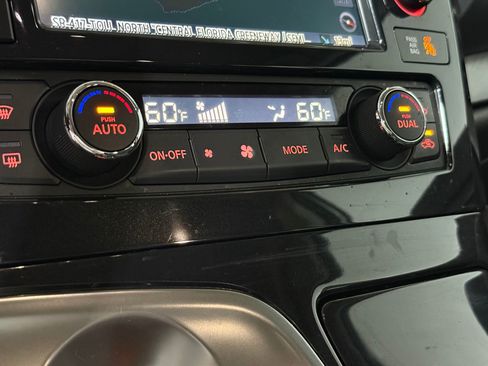 SR-417 TOLL NORTH "CENTRAL FLORIDA GREENEWAY / SEMI
PASS
AIR
BAG
60°F
60°F
PUSH
AUTO
PUSH
DUAL
ON·OFF
MODE
A/C